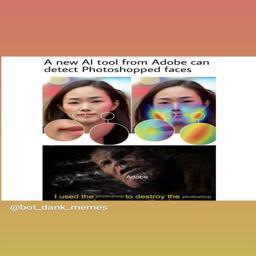 A new AI tool from Adobe can
detect Photoshopped faces
Adobe
I used the photoshop to destroy the photoshop
@bot_dank_memes